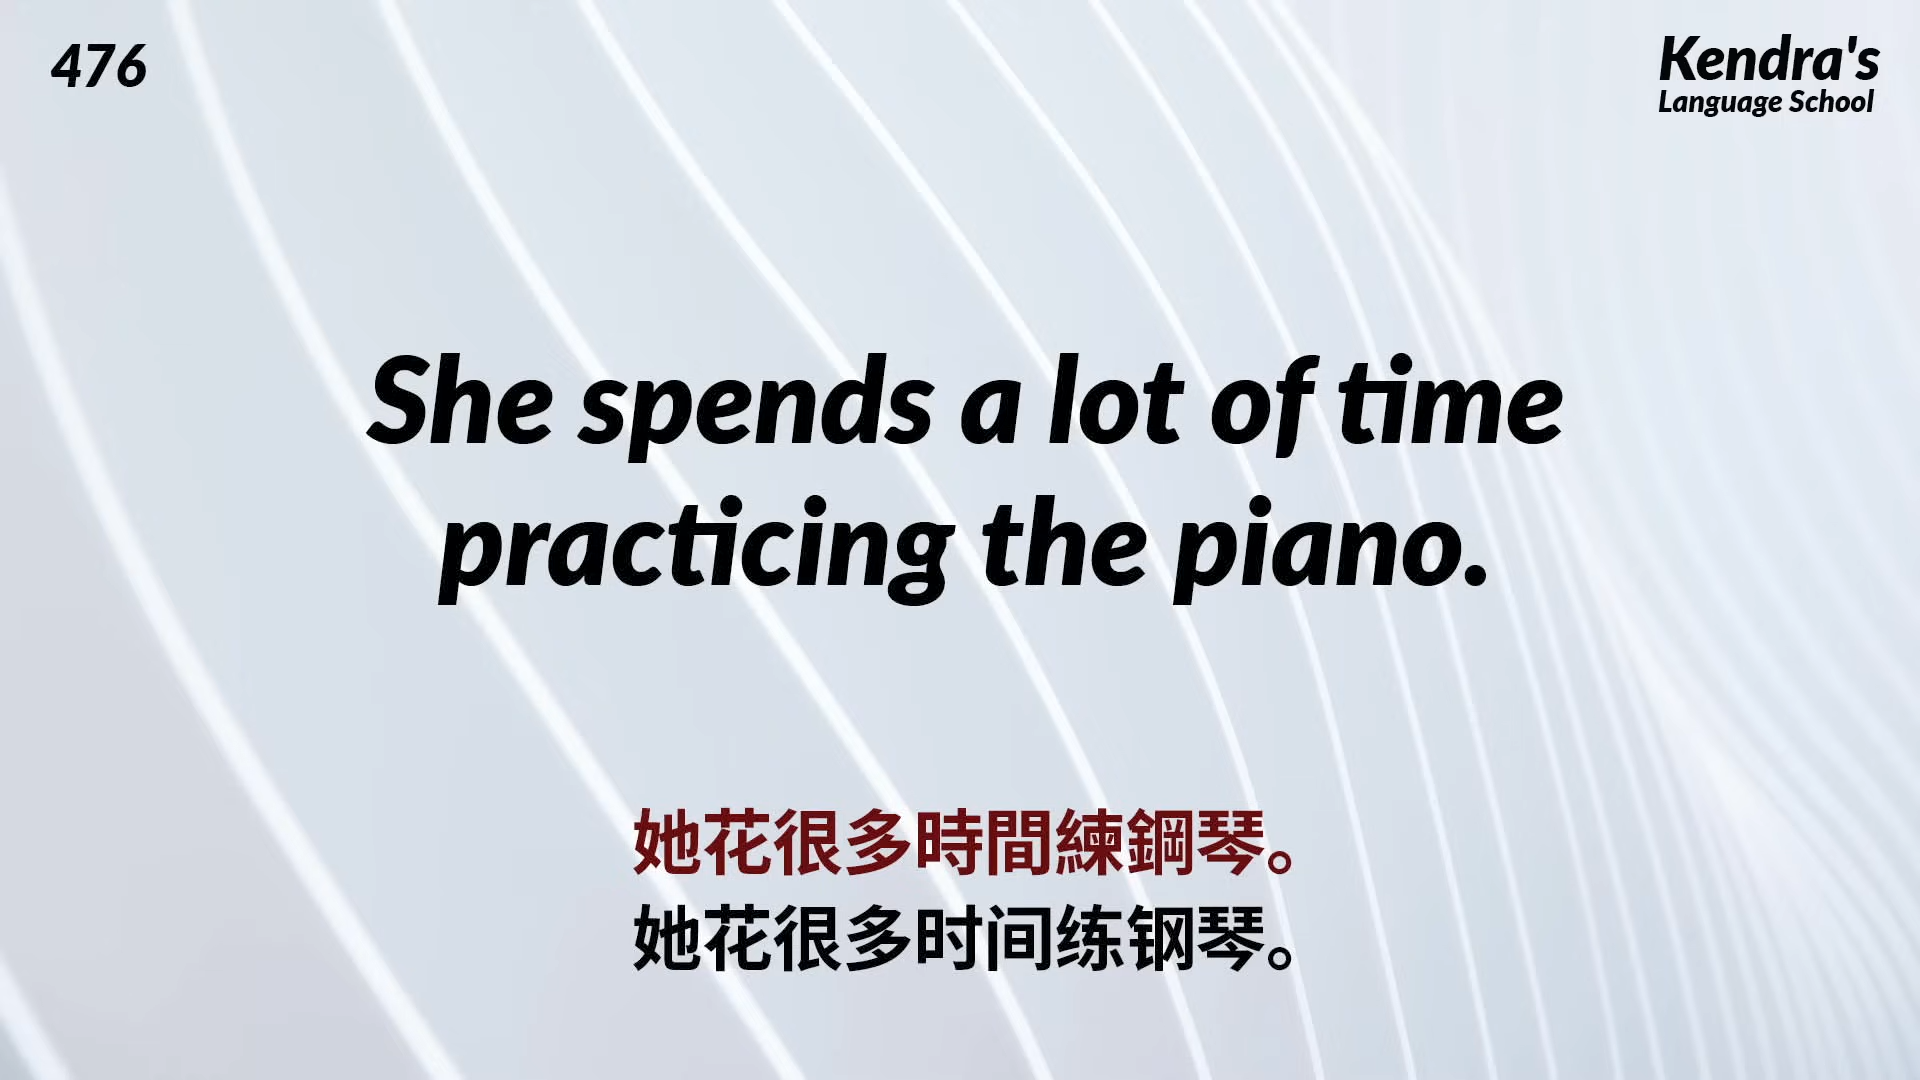 476
Kendra's
Language School
She spends a lot of time
practicing the piano.
她花很多時間練鋼琴。
她花很多时间练钢琴。